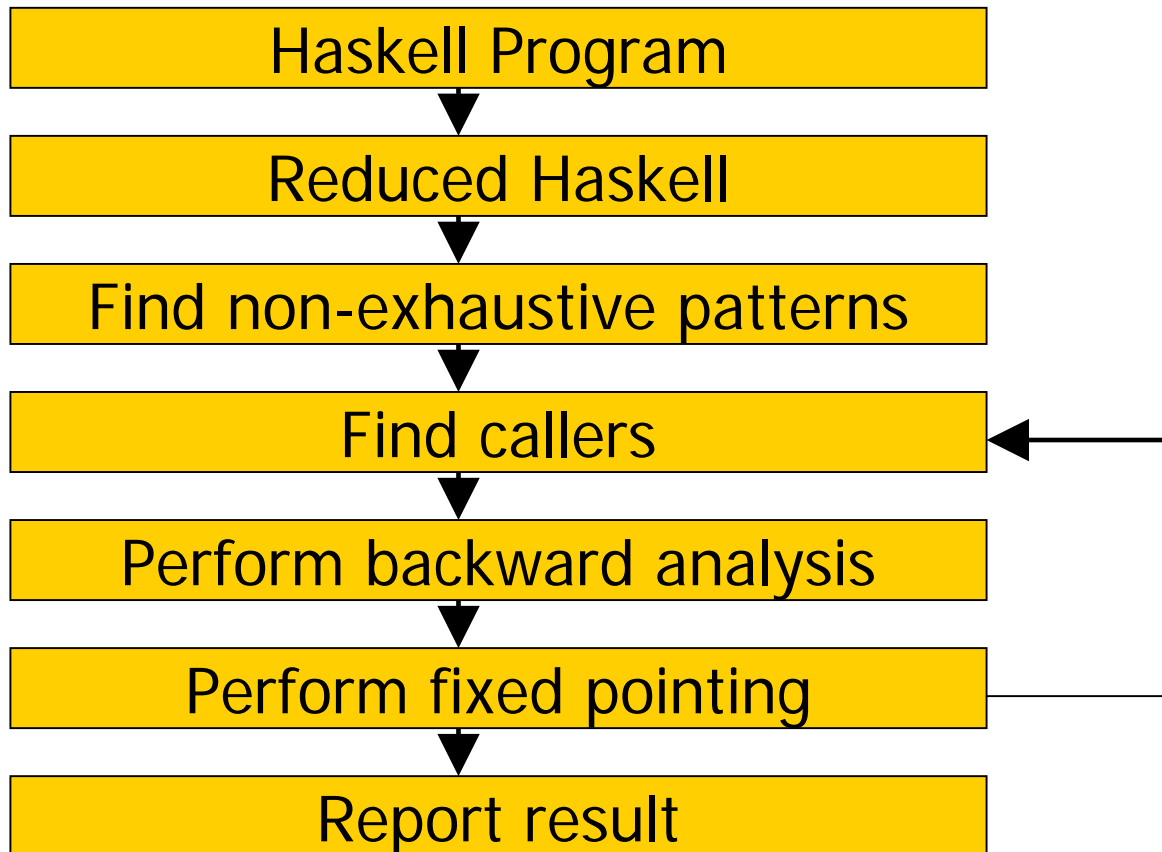 Haskell Program
Reduced Haskell
Find non-exhaustive patterns
Find callers
Perform backward analysis
Perform fixed pointing
Report result